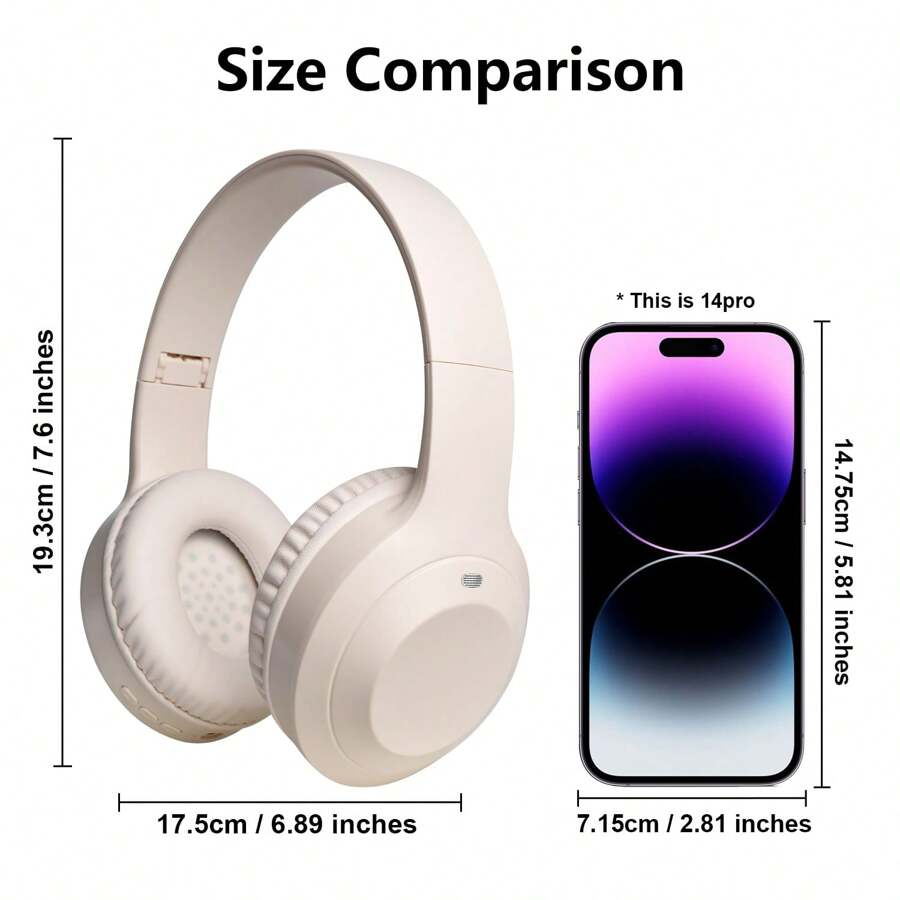 Size Comparison
* This is 14pro
19.3cm / 7.6 inches
14.75cm / 5.81 inches
17.5cm / 6.89 inches
7.15cm / 2.81 inches